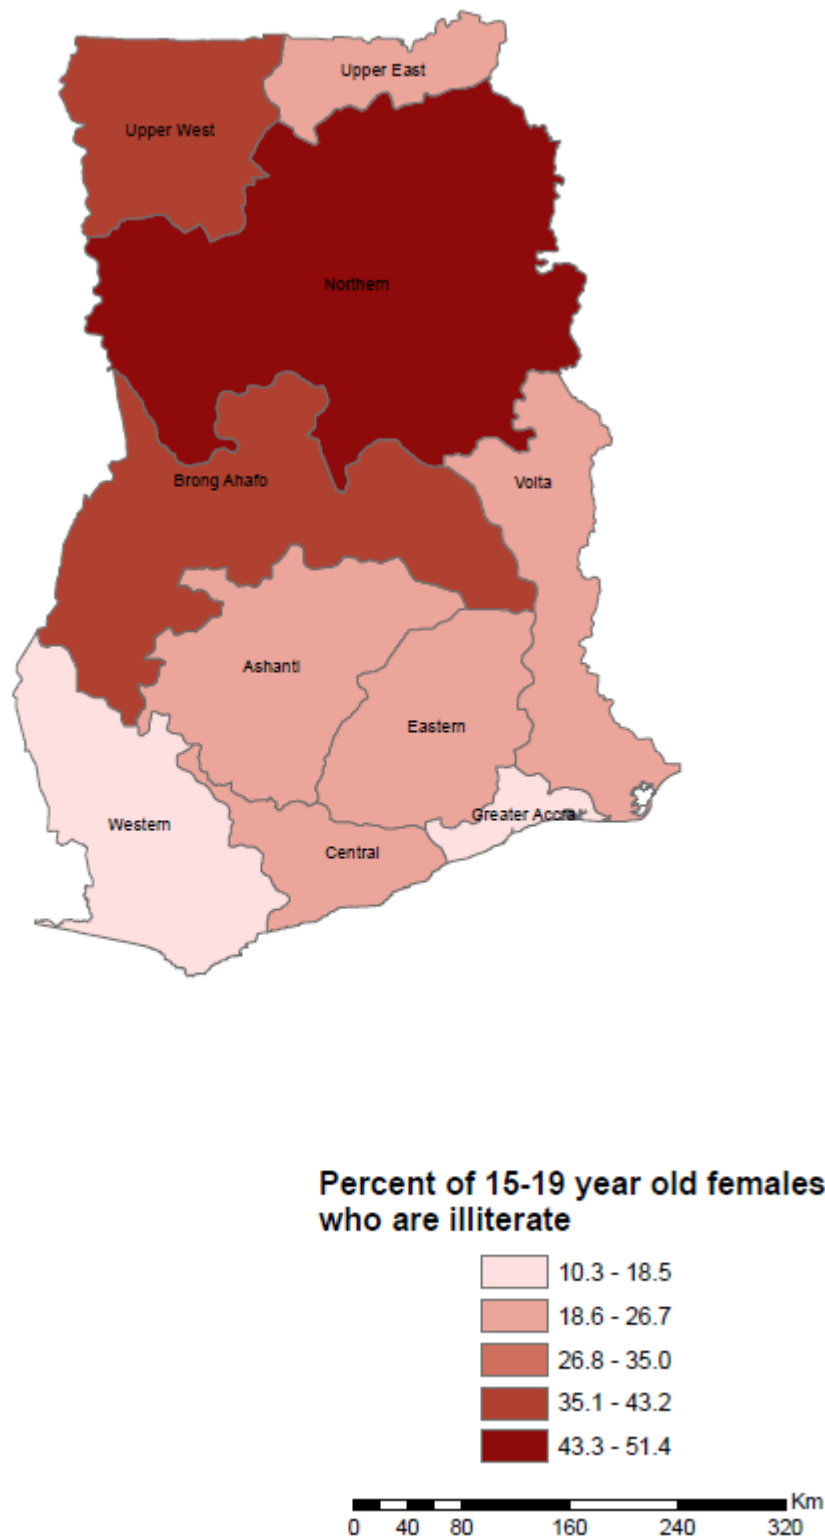 Upper East
Upper West
Northern
Brong Ahafo
Volta
Ashanti
Eastern
Greater Accra
Western
Central
Percent of 15-19 year old females
who are illiterate
10.3 - 18.5
18.6 - 26.7
26.8 - 35.0
35.1 - 43.2
43.3 - 51.4
Km
0 40 80 160 240 320